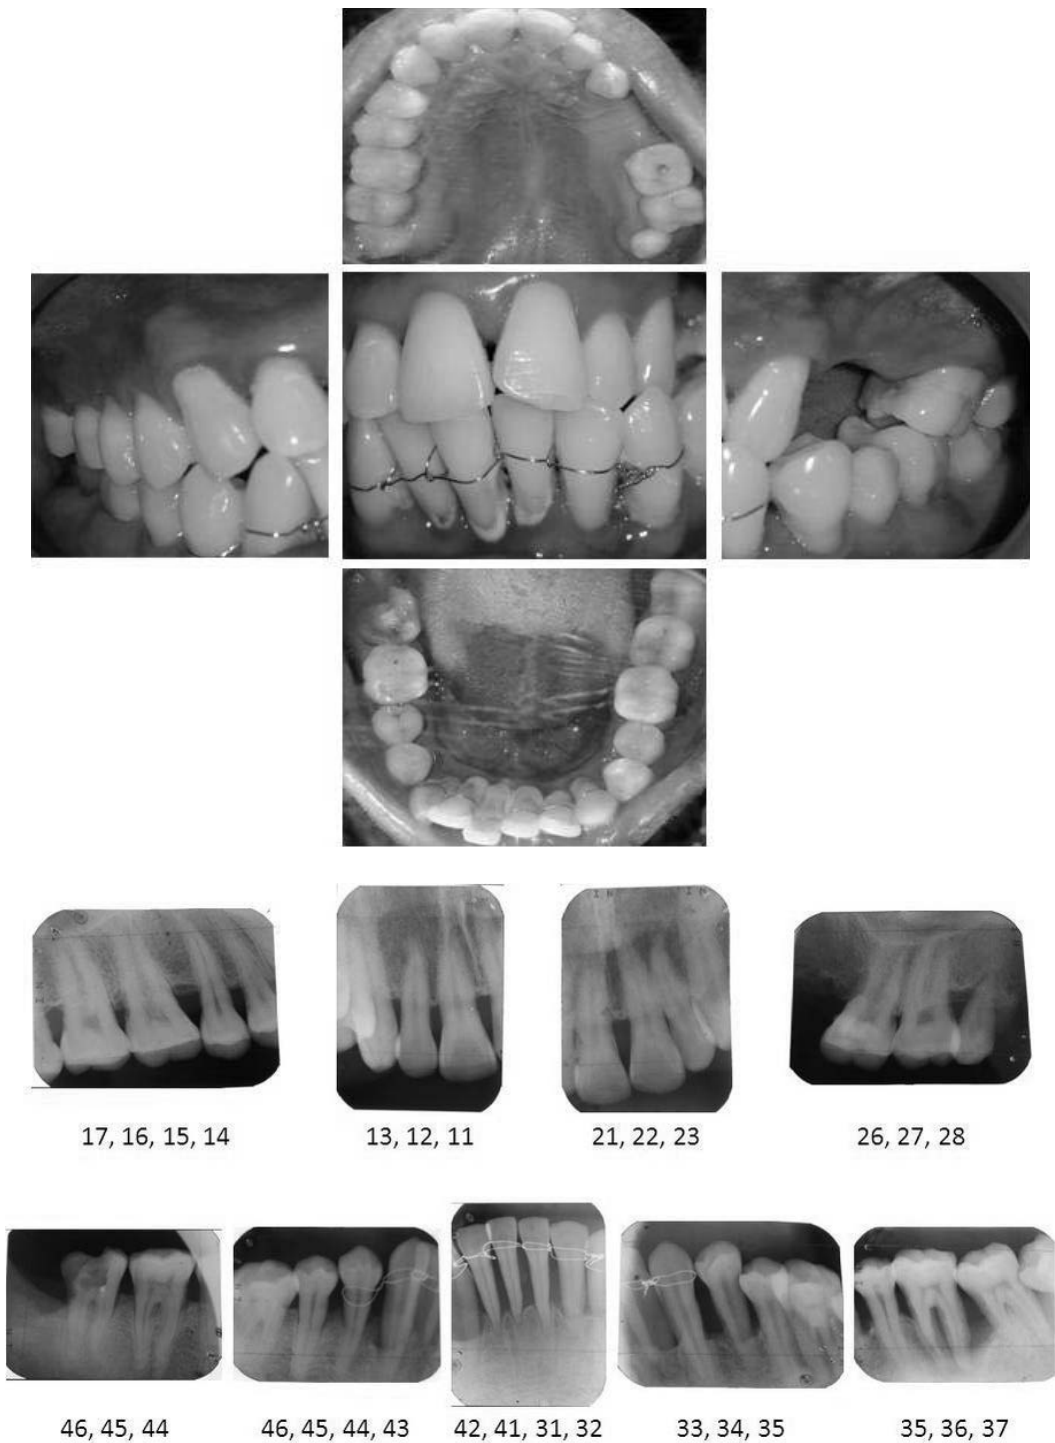 17, 16, 15, 14
13, 12, 11
21, 22, 23
26, 27, 28
46, 45, 44
46, 45, 44, 43
42, 41, 31, 32
33, 34, 35
35, 36, 37